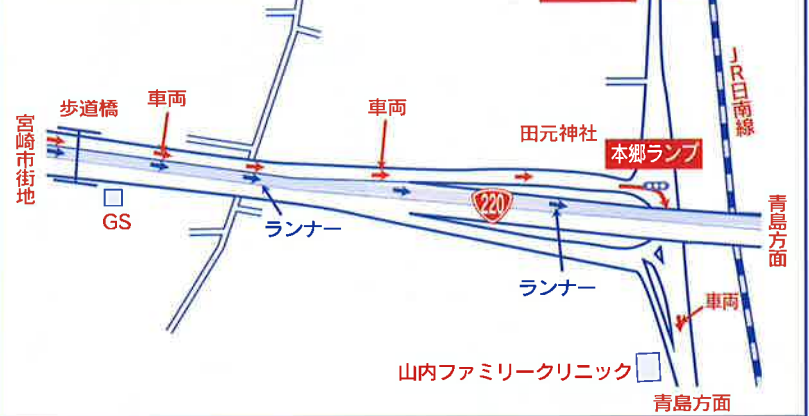 JR日南線
歩道橋
車両
車両
田元神社
本郷ランプ
宮崎市街地
220
青島方面
GS
ランナー
ランナー
車両
山内ファミリークリニック
青島方面